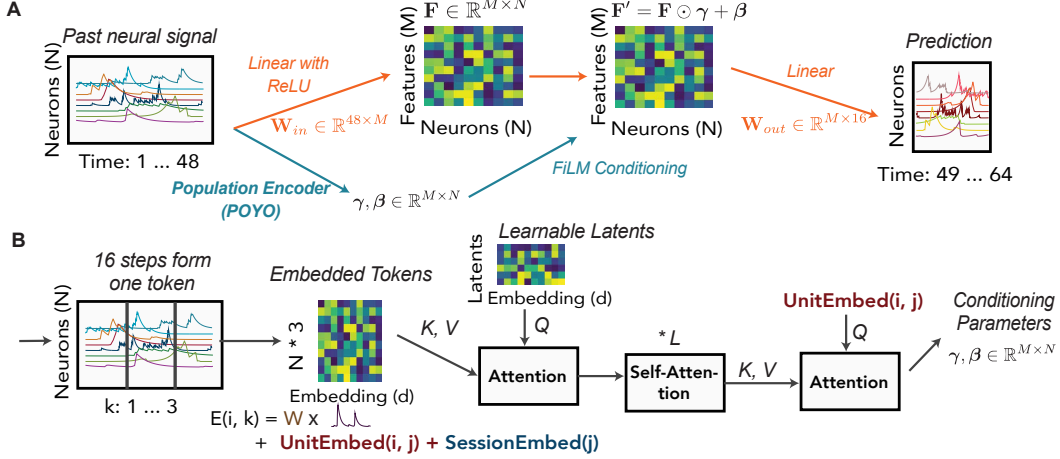 A
Past neural signal
Neurons (N)
Time: 1 ... 48
Linear with
ReLU
W_in ∈ ℝ^{48×M}
Population Encoder
(POYO)
F ∈ ℝ^{M×N}
Features (M)
Neurons (N)
γ, β ∈ ℝ^{M×N}
F′ = F ⊙ γ + β
Features (M)
Neurons (N)
FiLM Conditioning
Linear
W_out ∈ ℝ^{M×16}
Prediction
Neurons
Time: 49 ... 64
B
16 steps form
one token
Neurons (N)
k: 1 ... 3
Embedded Tokens
N * 3
Embedding (d)
E(i, k) = W x
+ UnitEmbed(i, j) + SessionEmbed(j)
Learnable Latents
Latents
Embedding (d)
K, V
Q
Attention
* L
Self-Atten-
tion
K, V
UnitEmbed(i, j)
Q
Attention
Conditioning
Parameters
γ, β ∈ ℝ^{M×N}